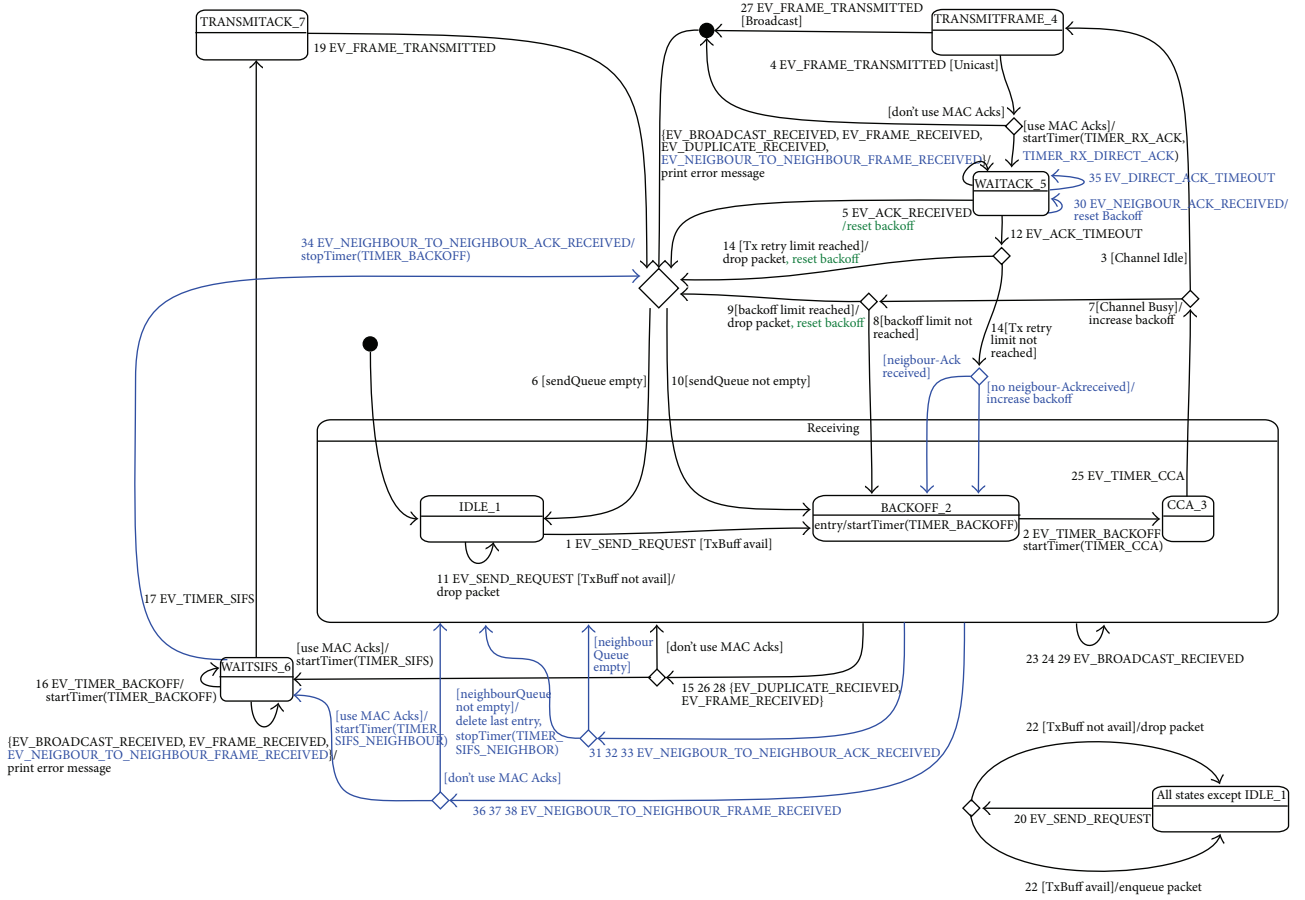 TRANSMITACK_7
19 EV_FRAME_TRANSMITTED
27 EV_FRAME_TRANSMITTED
[Broadcast]
TRANSMITFRAME_4
4 EV_FRAME_TRANSMITTED [Unicast]
[don't use MAC Acks]
[use MAC Acks]/
startTimer(TIMER_RX_ACK,
TIMER_RX_DIRECT_ACK)
{EV_BROADCAST_RECEIVED, EV_FRAME_RECEIVED,
EV_DUPLICATE_RECEIVED,
EV_NEIGBOUR_TO_NEIGHBOUR_FRAME_RECEIVED}/
print error message
WAITACK_5
35 EV_DIRECT_ACK_TIMEOUT
30 EV_NEIGBOUR_ACK_RECEIVED/
reset Backoff
5 EV_ACK_RECEIVED
/reset backoff
12 EV_ACK_TIMEOUT
34 EV_NEIGHBOUR_TO_NEIGHBOUR_ACK_RECEIVED/
stopTimer(TIMER_BACKOFF)
14 [Tx retry limit reached]/
drop packet, reset backoff
3 [Channel Idle]
9[backoff limit reached]/
drop packet, reset backoff
8[backoff limit not
reached]
7[Channel Busy]/
increase backoff
14[Tx retry
limit not
reached]
[neigbour-Ack
received]
[no neigbour-Ackreceived]/
increase backoff
6 [sendQueue empty]
10[sendQueue not empty]
Receiving
25 EV_TIMER_CCA
IDLE_1
BACKOFF_2
entry/startTimer(TIMER_BACKOFF)
CCA_3
1 EV_SEND_REQUEST [TxBuff avail]
2 EV_TIMER_BACKOFF
startTimer(TIMER_CCA)
11 EV_SEND_REQUEST [TxBuff not avail]/
drop packet
17 EV_TIMER_SIFS
WAITSIFS_6
[use MAC Acks]/
startTimer(TIMER_SIFS)
[neighbour
Queue
empty]
[don't use MAC Acks]
23 24 29 EV_BROADCAST_RECIEVED
16 EV_TIMER_BACKOFF/
startTimer(TIMER_BACKOFF)
15 26 28 {EV_DUPLICATE_RECIEVED,
EV_FRAME_RECEIVED}
[use MAC Acks]/
startTimer(TIMER_
SIFS_NEIGHBOUR)
[neighbourQueue
not empty]/
delete last entry,
stopTimer(TIMER_
SIFS_NEIGHBOR)
{EV_BROADCAST_RECEIVED, EV_FRAME_RECEIVED,
EV_NEIGBOUR_TO_NEIGHBOUR_FRAME_RECEIVED}/
print error message
31 32 33 EV_NEIGBOUR_TO_NEIGHBOUR_ACK_RECEIVED
[don't use MAC Acks]
36 37 38 EV_NEIGBOUR_TO_NEIGHBOUR_FRAME_RECEIVED
22 [TxBuff not avail]/drop packet
All states except IDLE_1
20 EV_SEND_REQUEST
22 [TxBuff avail]/enqueue packet